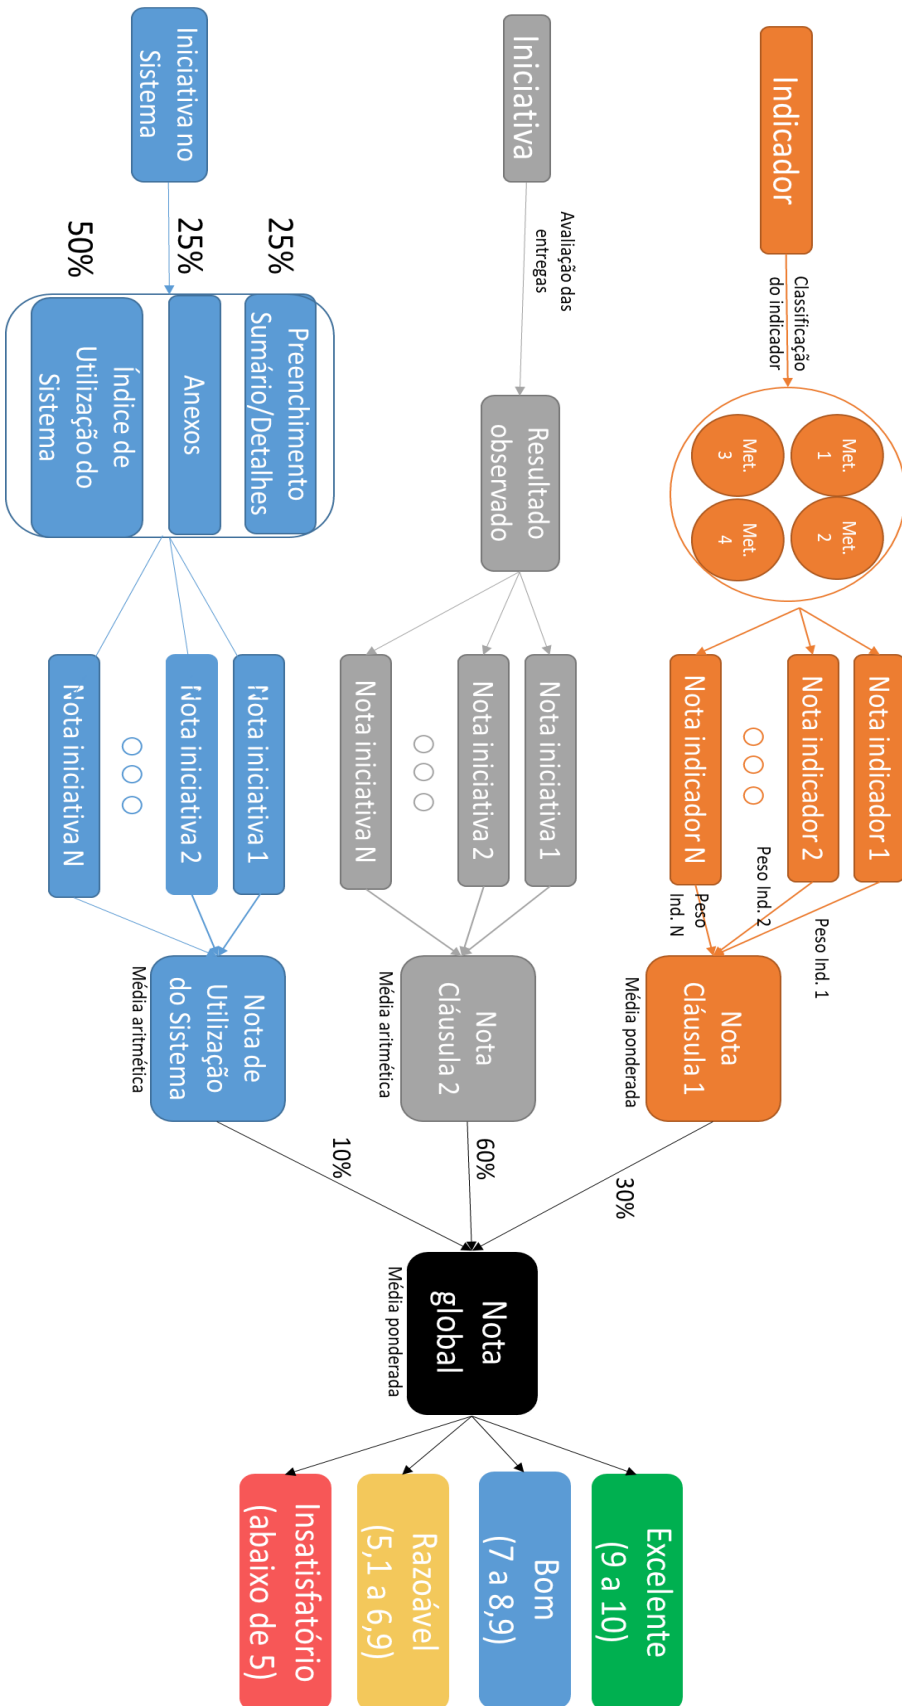 Indicador
Classificação
do indicador
Met.
1
Met.
2
Met.
3
Met.
4
Nota indicador 1
Nota indicador 2
Nota indicador N
Peso Ind. 1
Peso Ind. 2
Peso
Ind. N
Nota
Cláusula 1
Média ponderada
30%
Iniciativa
Avaliação das
entregas
Resultado
observado
Nota iniciativa 1
Nota iniciativa 2
Nota iniciativa N
Nota
Cláusula 2
Média aritmética
60%
Iniciativa no
Sistema
25%
25%
50%
Preenchimento
Sumário/Detalhes
Anexos
Índice de
Utilização do
Sistema
Nota iniciativa 1
Nota iniciativa 2
Nota iniciativa N
Nota de
Utilização
do Sistema
Média aritmética
10%
Nota
global
Média ponderada
Excelente
(9 a 10)
Bom
(7 a 8,9)
Razoável
(5,1 a 6,9)
Insatisfatório
(abaixo de 5)